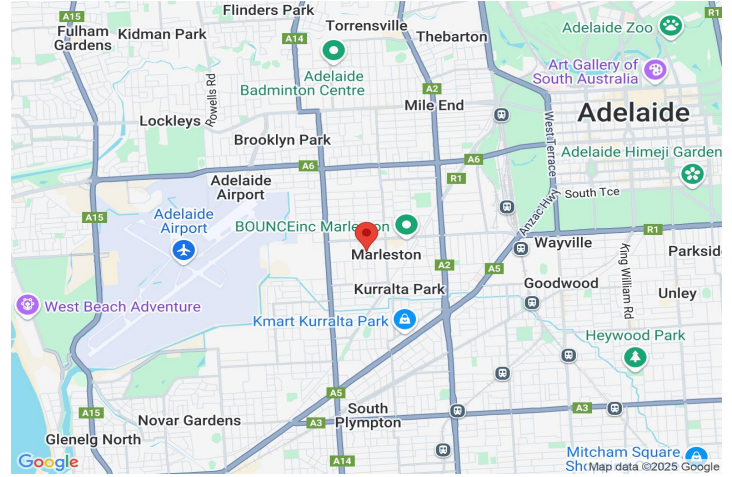 A15
Flinders Park
Fulham
Gardens
Kidman Park
A14
Torrensville
Thebarton
R1
Adelaide Zoo
Art Gallery of
South Australia
Adelaide
Badminton Centre
Rowells Rd
A2
Mile End
Adelaide
Lockleys
Brooklyn Park
West Terrace
A6
A6
Adelaide Himeji Garden
Adelaide
Airport
R1
South Tce
A15
Adelaide
Airport
BOUNCEinc Marleston
Anzac Hwy
R1
Marleston
Wayville
Parkside
A2
A5
King William Rd
Kurralta Park
Goodwood
Unley
West Beach Adventure
Kmart Kurralta Park
Heywood Park
A5
A15
Novar Gardens
A3
South
Plympton
A3
Glenelg North
A14
Mitcham Square
Google
Map data ©2025 Google